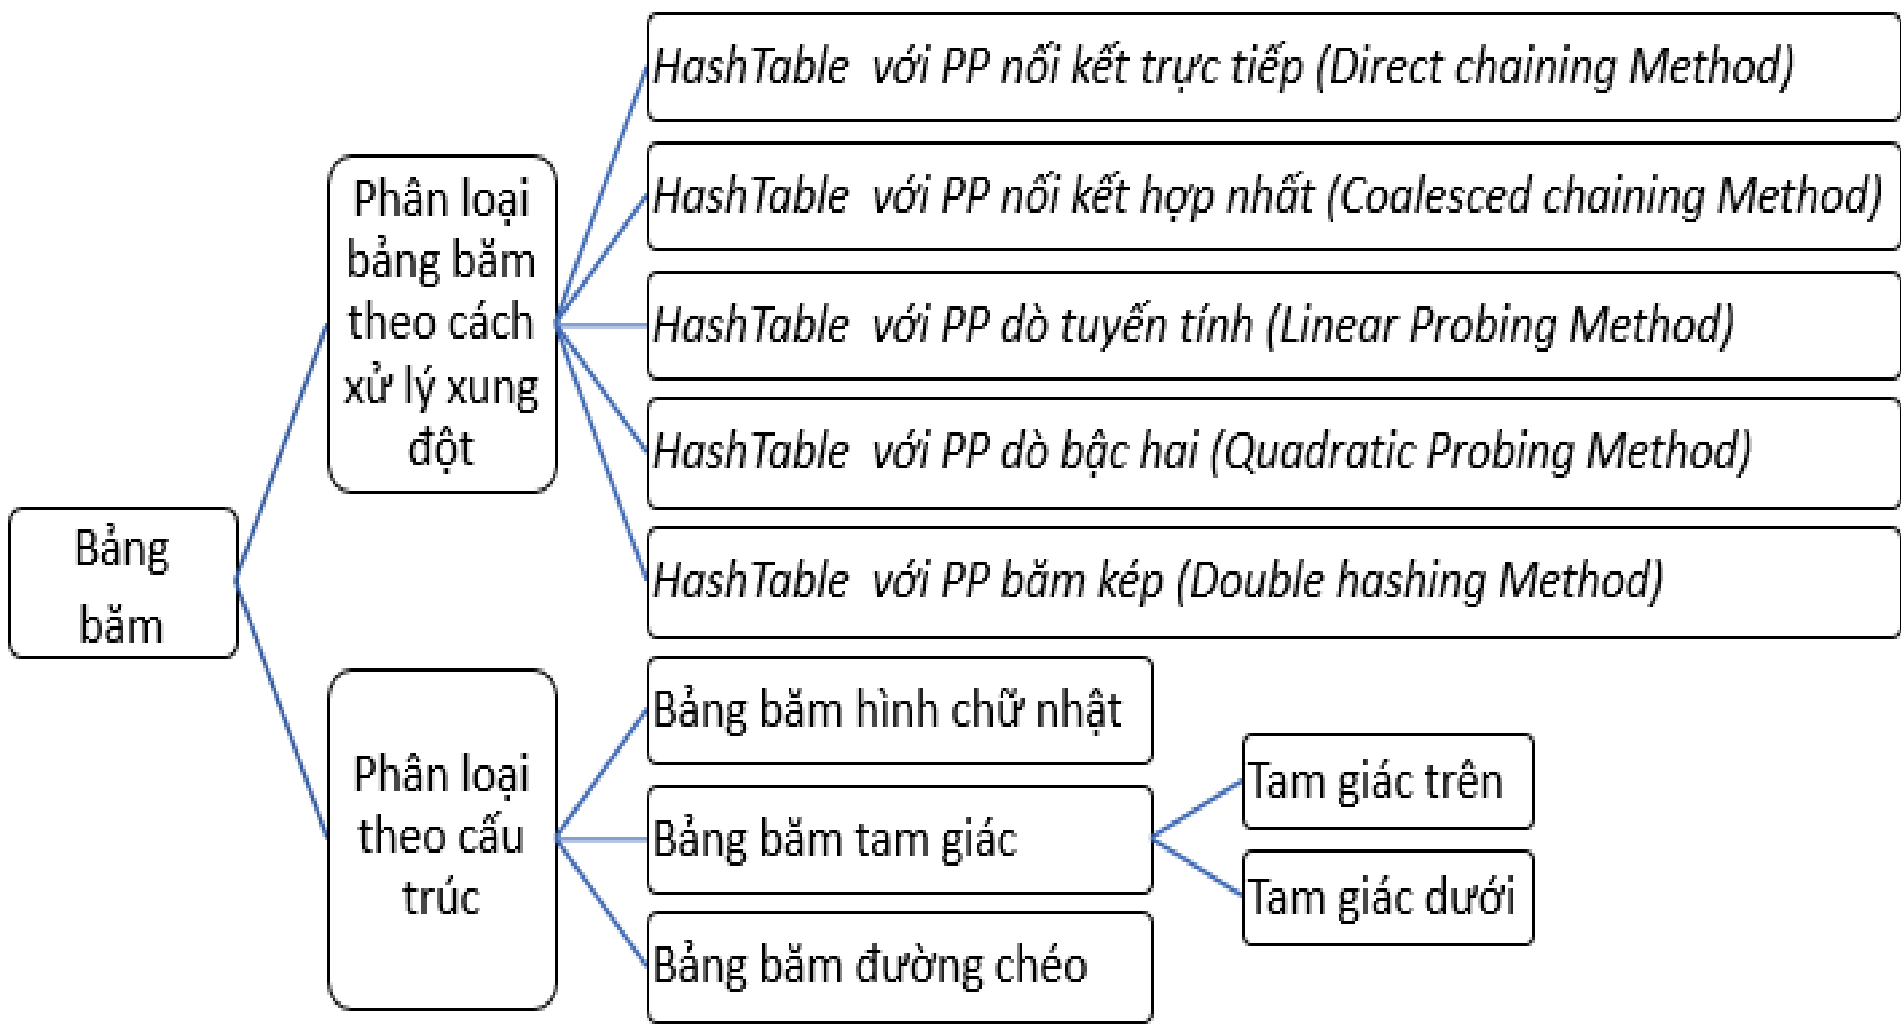 Bảng
băm
Phân loại
bảng băm
theo cách
xử lý xung
đột
HashTable với PP nối kết trực tiếp (Direct chaining Method)
HashTable với PP nối kết hợp nhất (Coalesced chaining Method)
HashTable với PP dò tuyến tính (Linear Probing Method)
HashTable với PP dò bậc hai (Quadratic Probing Method)
HashTable với PP băm kép (Double hashing Method)
Phân loại
theo cấu
trúc
Bảng băm hình chữ nhật
Bảng băm tam giác
Tam giác trên
Tam giác dưới
Bảng băm đường chéo